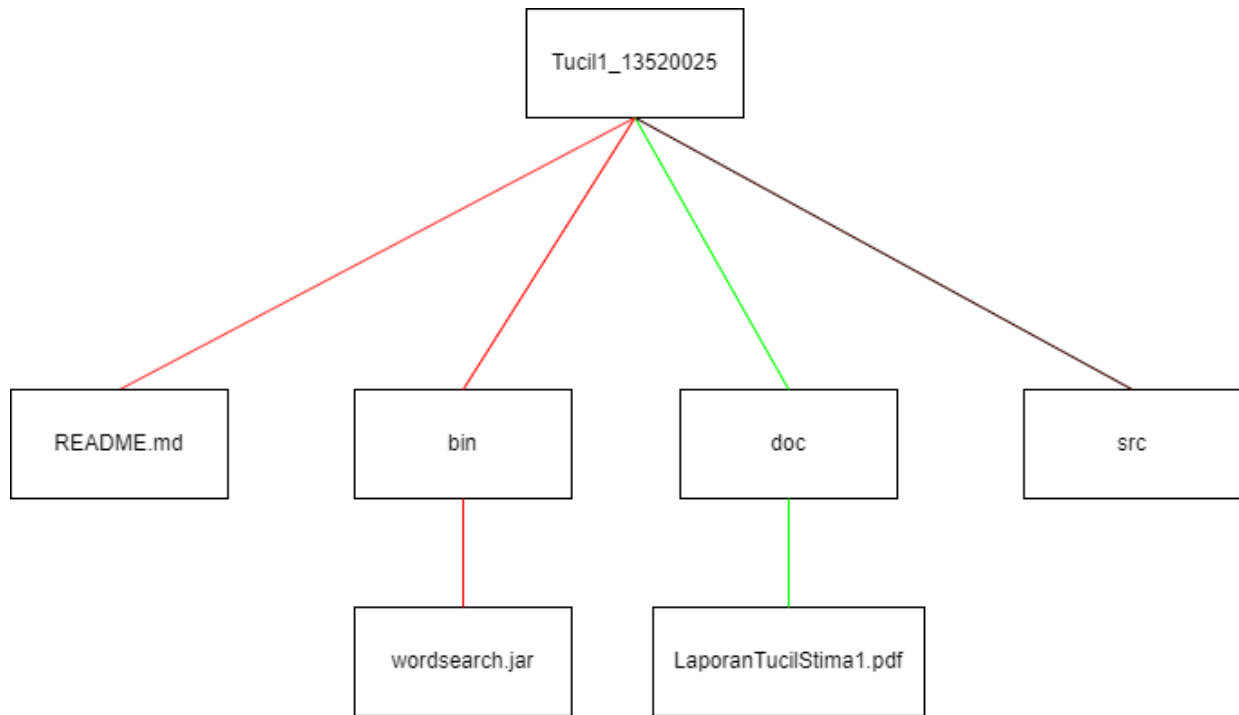 Tucil1_13520025
README.md
bin
doc
src
wordsearch.jar
LaporanTucilStima1.pdf